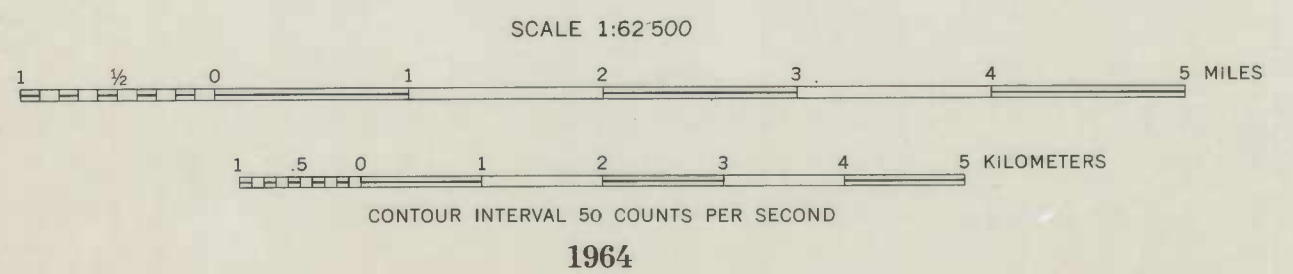 SCALE 1:62 500
1 ½ 0 1 2 3 4 5 MILES
1 .5 0 1 2 3 4 5 KILOMETERS
CONTOUR INTERVAL 50 COUNTS PER SECOND
1964